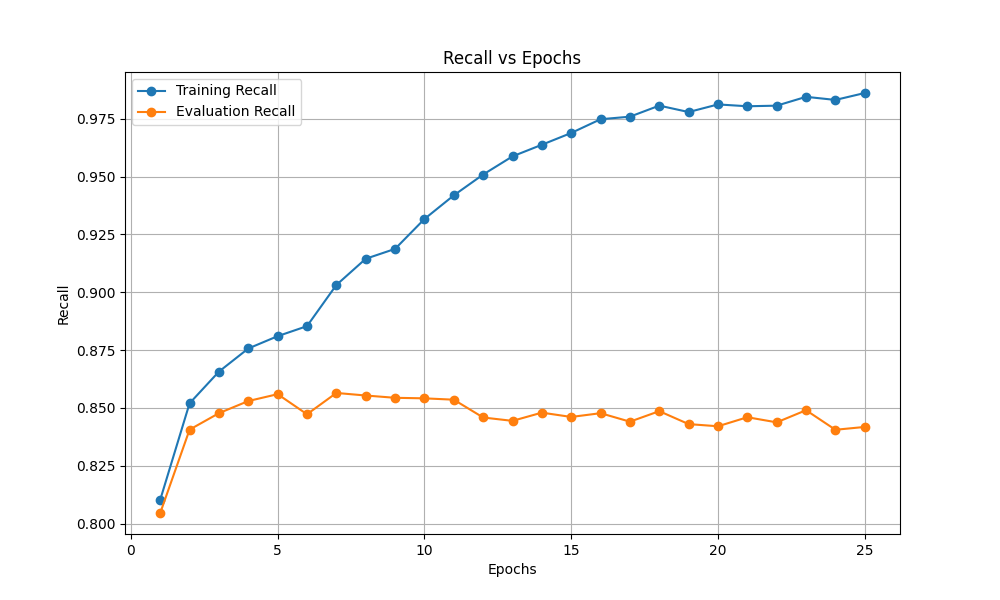 Recall vs Epochs
Training Recall
Evaluation Recall
0.975
0.950
0.925
0.900
0.875
0.850
0.825
0.800
Recall
0 5 10 15 20 25
Epochs